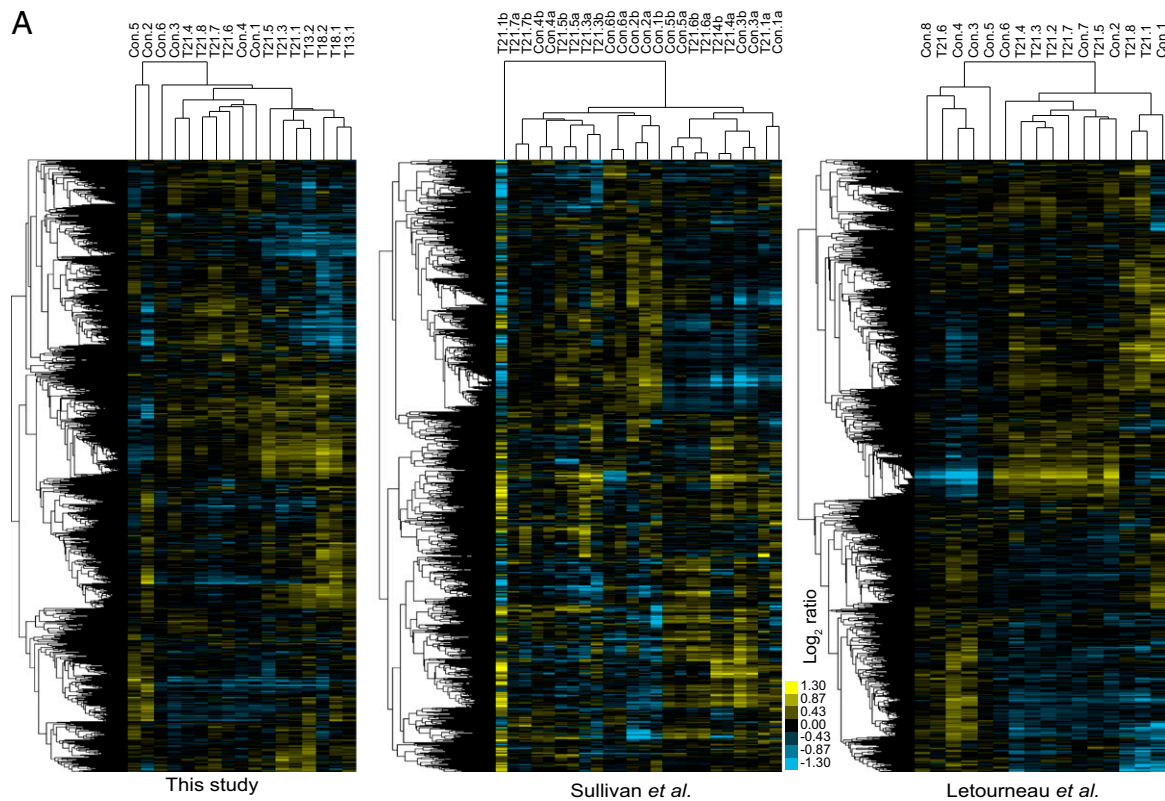 A
Con.5
Con.2
Con.6
Con.3
T21.4
T21.8
T21.7
T21.6
Con.4
Con.1
T21.5
T21.3
T21.1
T13.2
T18.2
T18.1
T13.1
T21.1b
T21.7a
T21.7b
Con.4b
Con.4a
T21.5b
T21.5a
T21.3a
T21.3b
Con.6b
Con.6a
Con.2b
Con.2a
Con.1b
Con.5b
Con.5a
T21.6b
T21.6a
T214b
T21.4a
Con.3b
Con.3a
T21.1a
Con.1a
Con.8
T21.6
Con.4
Con.3
Con.5
Con.6
T21.4
T21.3
T21.2
T21.7
Con.7
T21.5
Con.2
T21.8
T21.1
Con.1
Log2 ratio
1.30
0.87
0.43
0.00
-0.43
-0.87
-1.30
This study
Sullivan et al.
Letourneau et al.